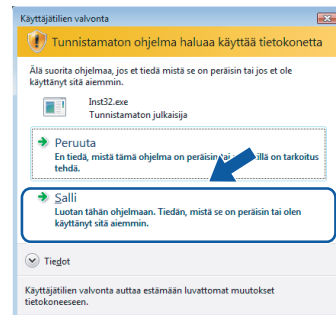 Käyttäjätilien valvonta
Tunnistamaton ohjelma haluaa käyttää tietokonetta
Älä suorita ohjelmaa, jos et tiedä mistä se on peräisin tai jos et ole
käyttänyt sitä aiemmin.
Inst32.exe
Tunnistamaton julkaisija
Peruuta
En tiedä, mistä tämä ohjelma on peräisin tai on tarkoitus
tehdä.
Salli
Luotan tähän ohjelmaan. Tiedän, mistä se on peräisin tai olen
käyttänyt sitä aiemmin.
Tiedot
Käyttäjätilien valvonta auttaa estämään luvattomat muutokset
tietokoneeseen.